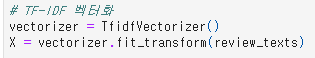 # TF-IDF 벡터화
vectorizer = TfidfVectorizer()
X = vectorizer.fit_transform(review_texts)